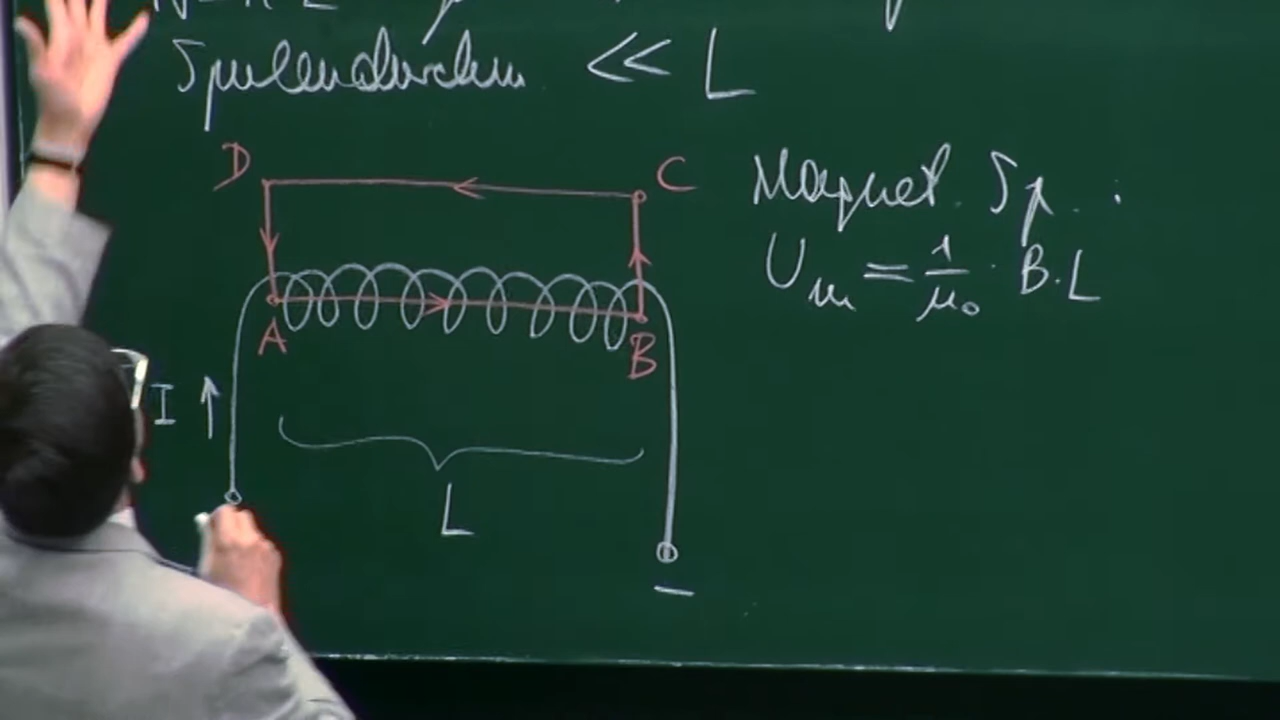 Spulendurchm << L
D
C
Magnet. Sp. :
U_m = 1/μ₀ · B·L
A
B
I ↑
L
−